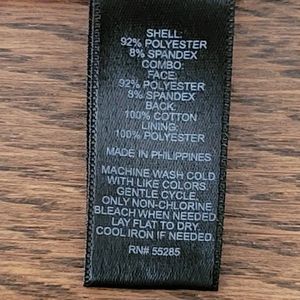 SHELL:
92% POLYESTER
8% SPANDEX
COMBO
FACE:
92% POLYESTER
8% SPANDEX
BACK:
100% COTTON
LINING:
100% POLYESTER
MADE IN PHILIPPINES
MACHINE WASH COLD
WITH LIKE COLORS.
GENTLE CYCLE.
ONLY NON-CHLORINE
BLEACH WHEN NEEDED.
LAY FLAT TO DRY.
COOL IRON IF NEEDED.
RN# 55285